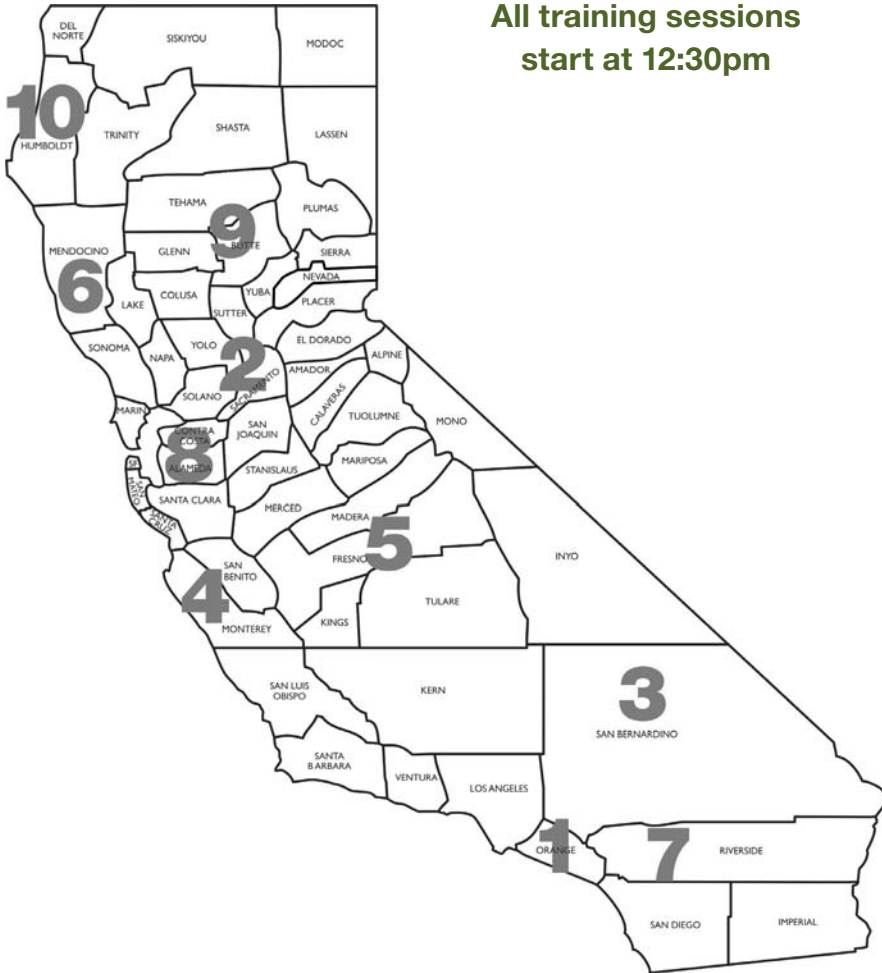 All training sessions
start at 12:30pm
DEL
NORTE
SISKIYOU
MODOC
10
HUMBOLDT
TRINITY
SHASTA
LASSEN
TEHAMA
PLUMAS
9
BUTTE
MENDOCINO
GLENN
SIERRA
6
LAKE
COLUSA
YUBA
NEVADA
SUTTER
PLACER
SONOMA
NAPA
YOLO
2
EL DORADO
ALPINE
SOLANO
SACRAMENTO
AMADOR
CALAVERAS
MARIN
CONTRA
COSTA
SAN
JOAQUIN
TUOLUMNE
MONO
8
ALAMEDA
STANISLAUS
MARIPOSA
SF
SAN
MATEO
SANTA CLARA
SANTA
CRUZ
MERCED
MADERA
5
FRESNO
INYO
SAN
BENITO
4
MONTEREY
KINGS
TULARE
SAN LUIS
OBISPO
KERN
3
SAN BERNARDINO
SANTA
BARBARA
VENTURA
LOS ANGELES
1
ORANGE
7
RIVERSIDE
SAN DIEGO
IMPERIAL